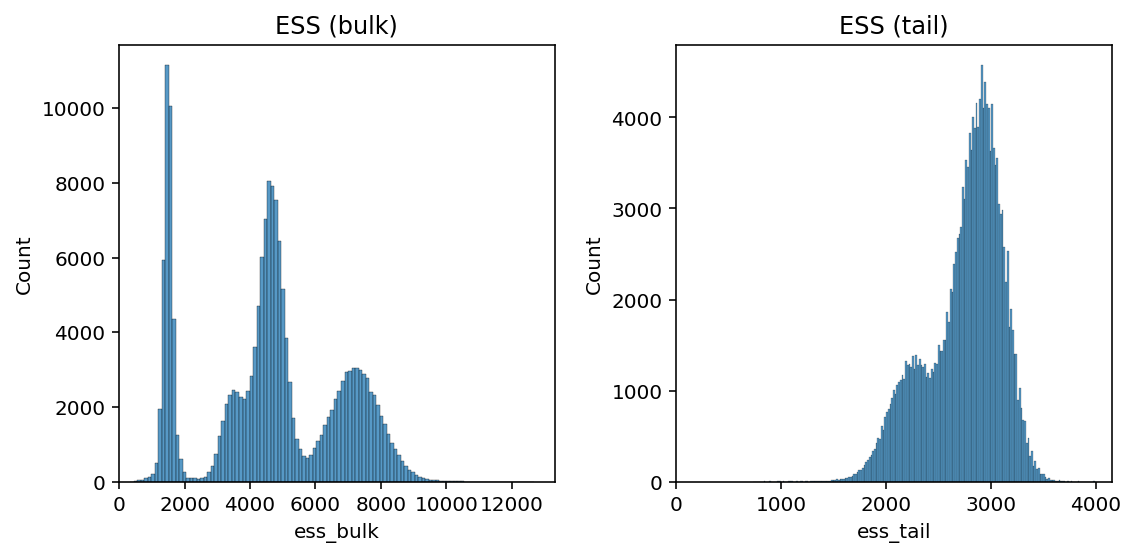 ESS (bulk)
Count
10000
8000
6000
4000
2000
0
0 2000 4000 6000 8000 10000 12000
ess_bulk
ESS (tail)
Count
4000
3000
2000
1000
0
0 1000 2000 3000 4000
ess_tail